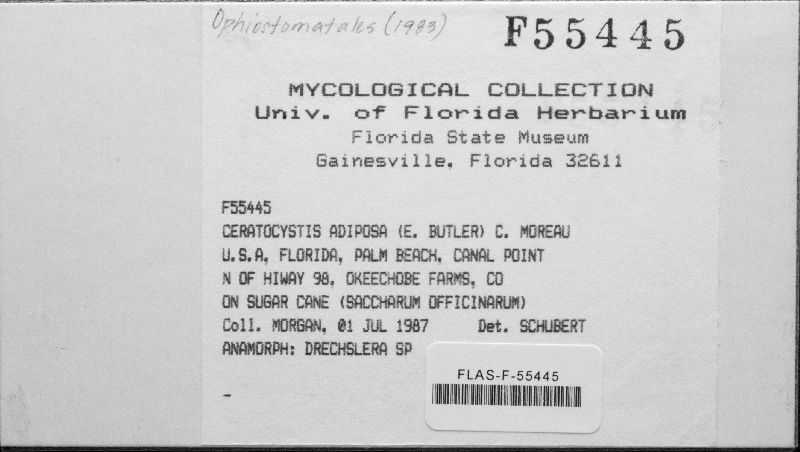 Ophiostomatales (1983)
F55445
MYCOLOGICAL COLLECTION
Univ. of Florida Herbarium
Florida State Museum
Gainesville, Florida 32611
F55445
CERATOCYSTIS ADIPOSA (E. BUTLER) C. MOREAU
U.S.A, FLORIDA, PALM BEACH, CANAL POINT
N OF HIWAY 98, OKEECHOBE FARMS, CO
ON SUGAR CANE (SACCHARUM OFFICINARUM)
Coll. MORGAN, 01 JUL 1987 Det. SCHUBERT
ANAMORPH: DRECHSLERA SP
FLAS-F-55445
-